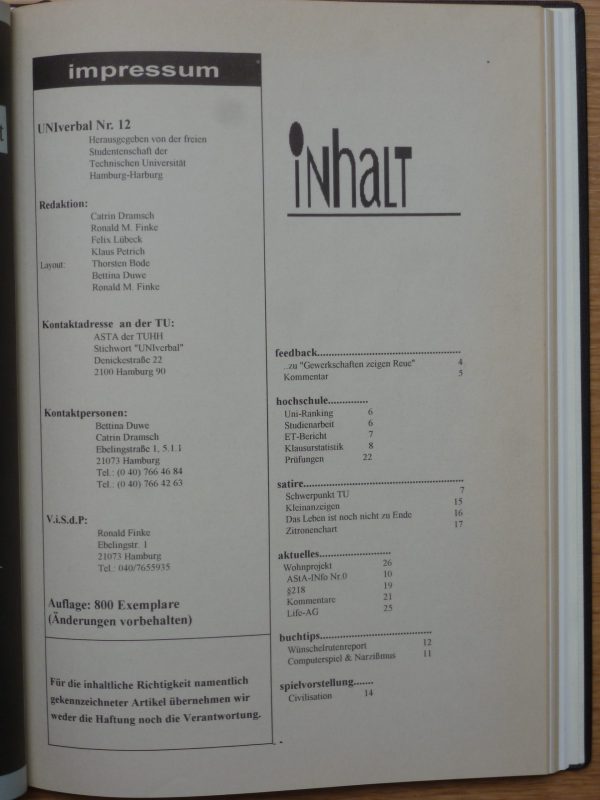 impressum
UNIverbal Nr. 12
Herausgegeben von der freien
Studentenschaft der
Technischen Universität
Hamburg-Harburg
Redaktion:
Catrin Dramsch
Ronald M. Finke
Felix Lübeck
Klaus Petrich
Layout: Thorsten Bode
Bettina Duwe
Ronald M. Finke
Kontaktadresse an der TU:
ASTA der TUHH
Stichwort "UNIverbal"
Denickestraße 22
2100 Hamburg 90
Kontaktpersonen:
Bettina Duwe
Catrin Dramsch
Ebelingstraße 1, 5.1.1
21073 Hamburg
Tel.: (0 40) 766 46 84
Tel.: (0 40) 766 42 63
V.i.S.d.P:
Ronald Finke
Ebelingstr. 1
21073 Hamburg
Tel.: 040/7655935
Auflage: 800 Exemplare
(Änderungen vorbehalten)
Für die inhaltliche Richtigkeit namentlich
gekennzeichneter Artikel übernehmen wir
weder die Haftung noch die Verantwortung.
iNhaLT
feedback................................................
..zu "Gewerkschaften zeigen Reue" 4
Kommentar 5
hochschule..............
Uni-Ranking 6
Studienarbeit 6
ET-Bericht 7
Klausurstatistik 8
Prüfungen 22
satire.....................................................
Schwerpunkt TU 7
Kleinanzeigen 15
Das Leben ist noch nicht zu Ende 16
Zitronenchart 17
aktuelles.........................
Wohnprojekt 26
AStA-INfo Nr.0 10
§218 19
Kommentare 21
Life-AG 25
buchtips.....................................
Wünschelrutenreport 12
Computerspiel & Narzißmus 11
spielvorstellung.......
Civilisation 14